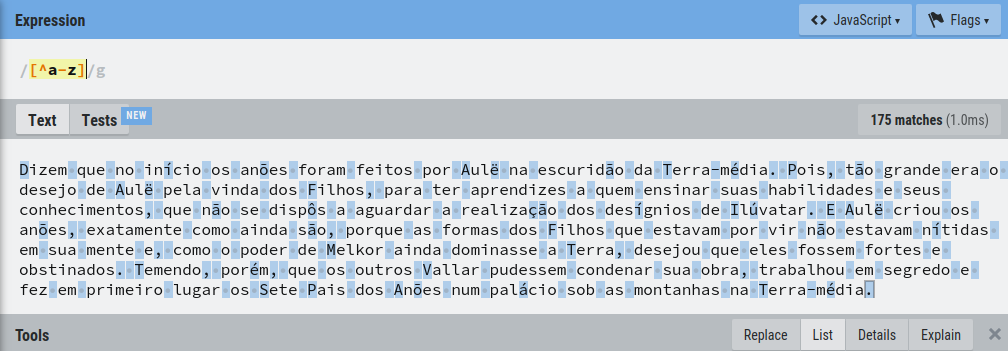 Expression
<> JavaScript
Flags
/[^a-z]/g
Text
Tests
NEW
175 matches (1.0ms)
Dizem que no início os anões foram feitos por Aulë na escuridão da Terra-média. Pois, tão grande era o
desejo de Aulë pela vinda dos Filhos, para ter aprendizes a quem ensinar suas habilidades e seus
conhecimentos, que não se dispôs a aguardar a realização dos desígnios de Ilúvatar. E Aulë criou os
anões, exatamente como ainda são, porque as formas dos Filhos que estavam por vir não estavam nítidas
em sua mente e, como o poder de Melkor ainda dominasse a Terra, desejou que eles fossem fortes e
obstinados. Temendo, porém, que os outros Vallar pudessem condenar sua obra, trabalhou em segredo e
fez em primeiro lugar os Sete Pais dos Anões num palácio sob as montanhas na Terra-média.
Tools
Replace
List
Details
Explain
×